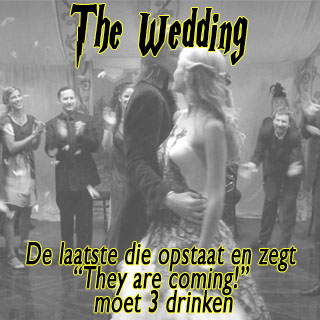 The Wedding
De laatste die opstaat en zegt
"They are coming!"
moet 3 drinken